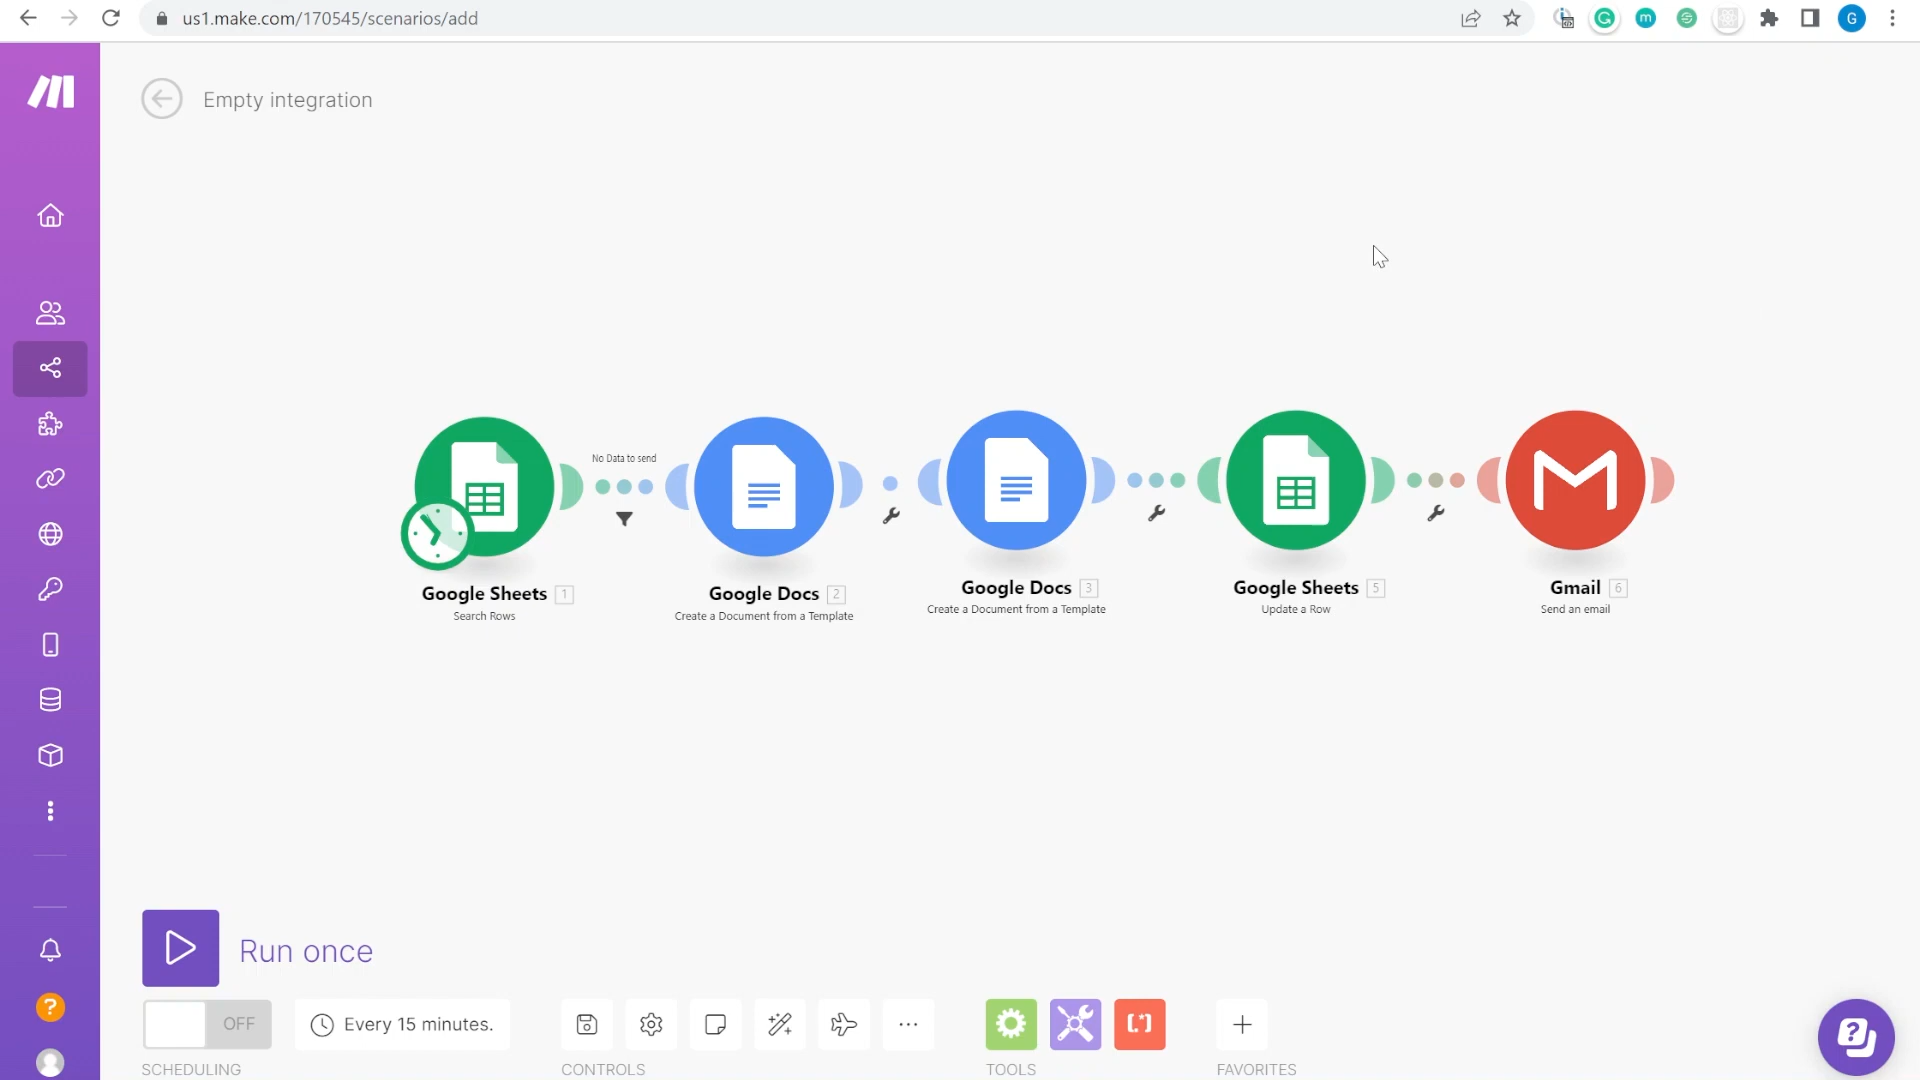 us1.make.com/170545/scenarios/add
G
m
G
Empty integration
No Data to send
Google Sheets 1
Search Rows
Google Docs 2
Create a Document from a Template
Google Docs 3
Create a Document from a Template
Google Sheets 5
Update a Row
Gmail 6
Send an email
Run once
OFF
Every 15 minutes.
SCHEDULING
CONTROLS
TOOLS
FAVORITES
?
[.*]
?